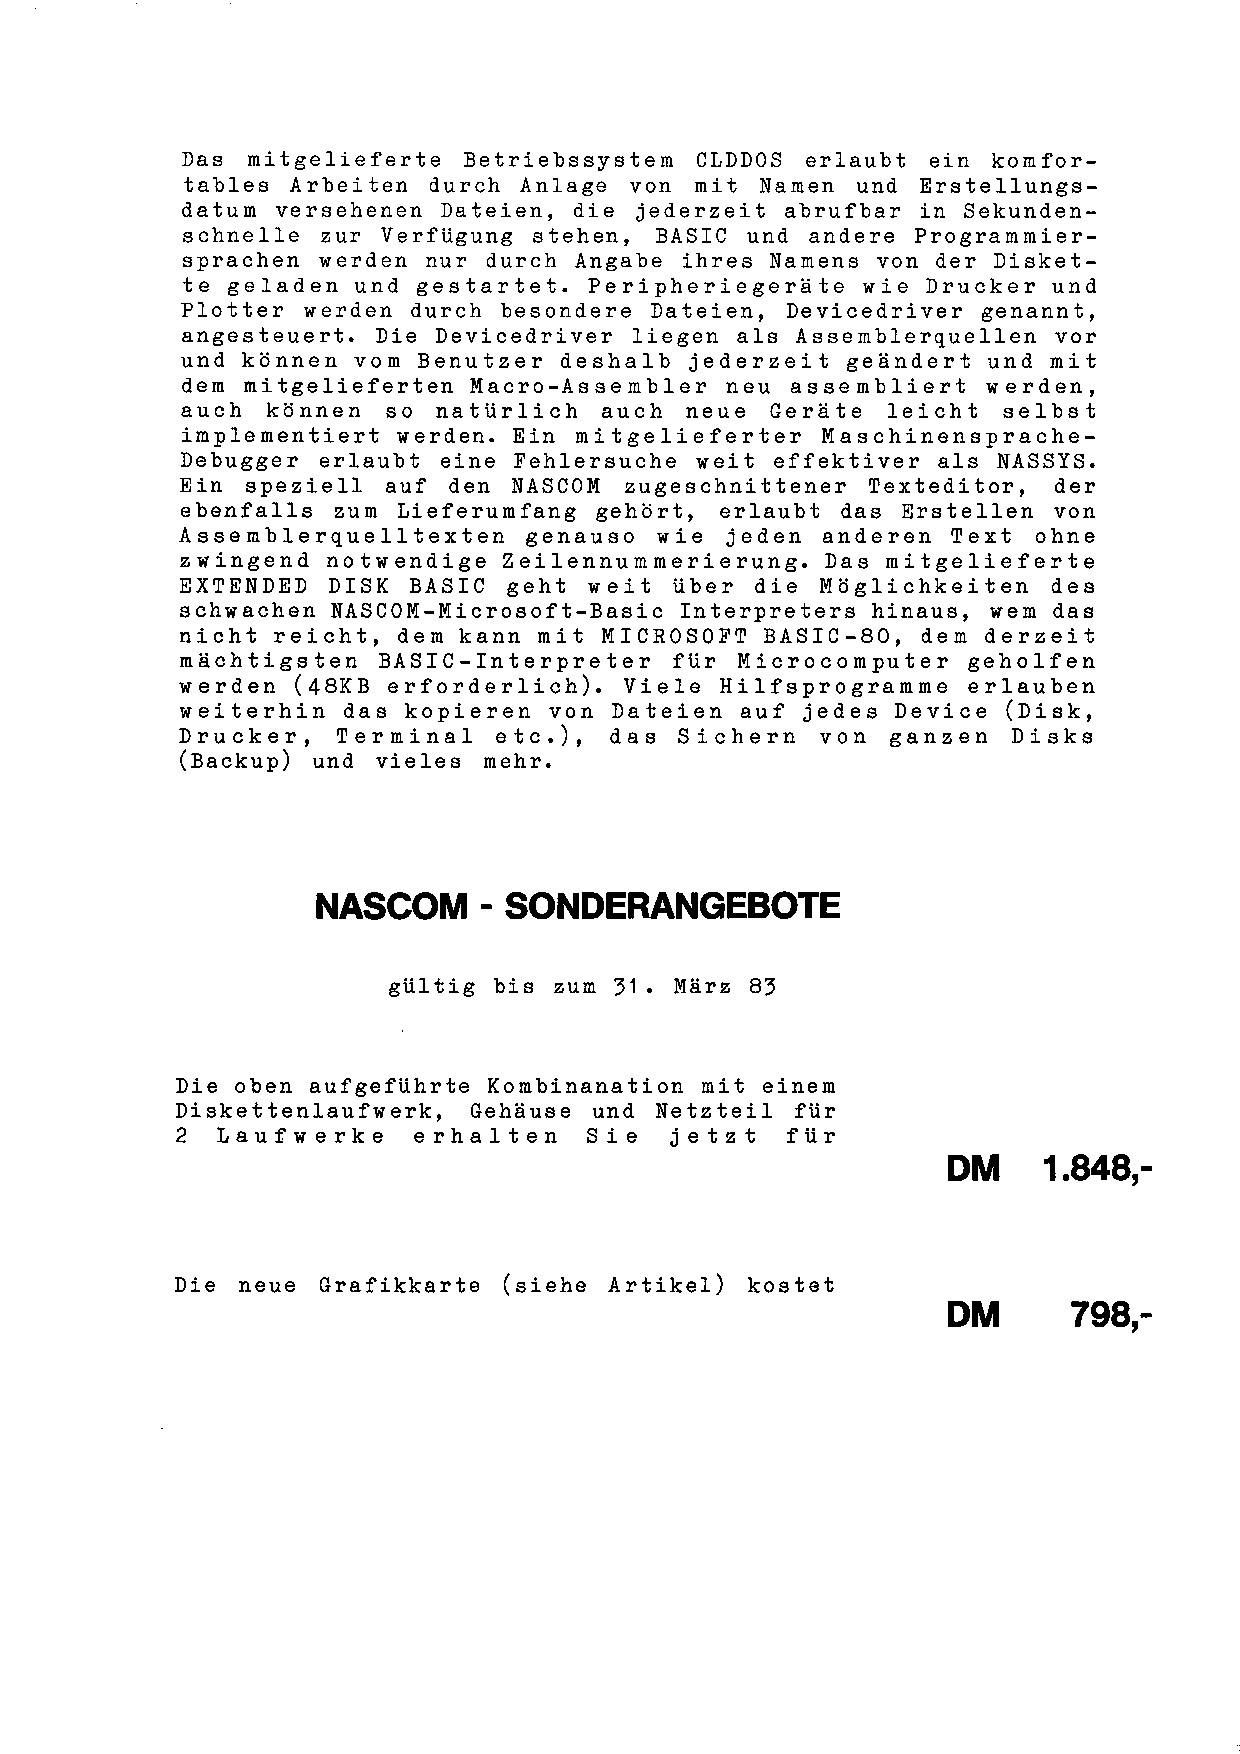 Das mitgelieferte Betriebssystem CLDDOS erlaubt ein komfor-
tables Arbeiten durch Anlage von mit Namen und Erstellungs-
datum versehenen Dateien, die jederzeit abrufbar in Sekunden-
schnelle zur Verfügung stehen, BASIC und andere Programmier-
sprachen werden nur durch Angabe ihres Namens von der Disket-
te geladen und gestartet. Peripheriegeräte wie Drucker und
Plotter werden durch besondere Dateien, Devicedriver genannt,
angesteuert. Die Devicedriver liegen als Assemblerquellen vor
und können vom Benutzer deshalb jederzeit geändert und mit
dem mitgelieferten Macro-Assembler neu assembliert werden,
auch können so natürlich auch neue Geräte leicht selbst
implementiert werden. Ein mitgelieferter Maschinensprache-
Debugger erlaubt eine Fehlersuche weit effektiver als NASSYS.
Ein speziell auf den NASCOM zugeschnittener Texteditor, der
ebenfalls zum Lieferumfang gehört, erlaubt das Erstellen von
Assemblerquelltexten genauso wie jeden anderen Text ohne
zwingend notwendige Zeilennummerierung. Das mitgelieferte
EXTENDED DISK BASIC geht weit über die Möglichkeiten des
schwachen NASCOM-Microsoft-Basic Interpreters hinaus, wem das
nicht reicht, dem kann mit MICROSOFT BASIC-80, dem derzeit
mächtigsten BASIC-Interpreter für Microcomputer geholfen
werden (48KB erforderlich). Viele Hilfsprogramme erlauben
weiterhin das kopieren von Dateien auf jedes Device (Disk,
Drucker, Terminal etc.), das Sichern von ganzen Disks
(Backup) und vieles mehr.
NASCOM - SONDERANGEBOTE
gültig bis zum 31. März 83
Die oben aufgeführte Kombinanation mit einem
Diskettenlaufwerk, Gehäuse und Netzteil für
2 Laufwerke erhalten Sie jetzt für
DM 1.848,-
Die neue Grafikkarte (siehe Artikel) kostet
DM 798,-